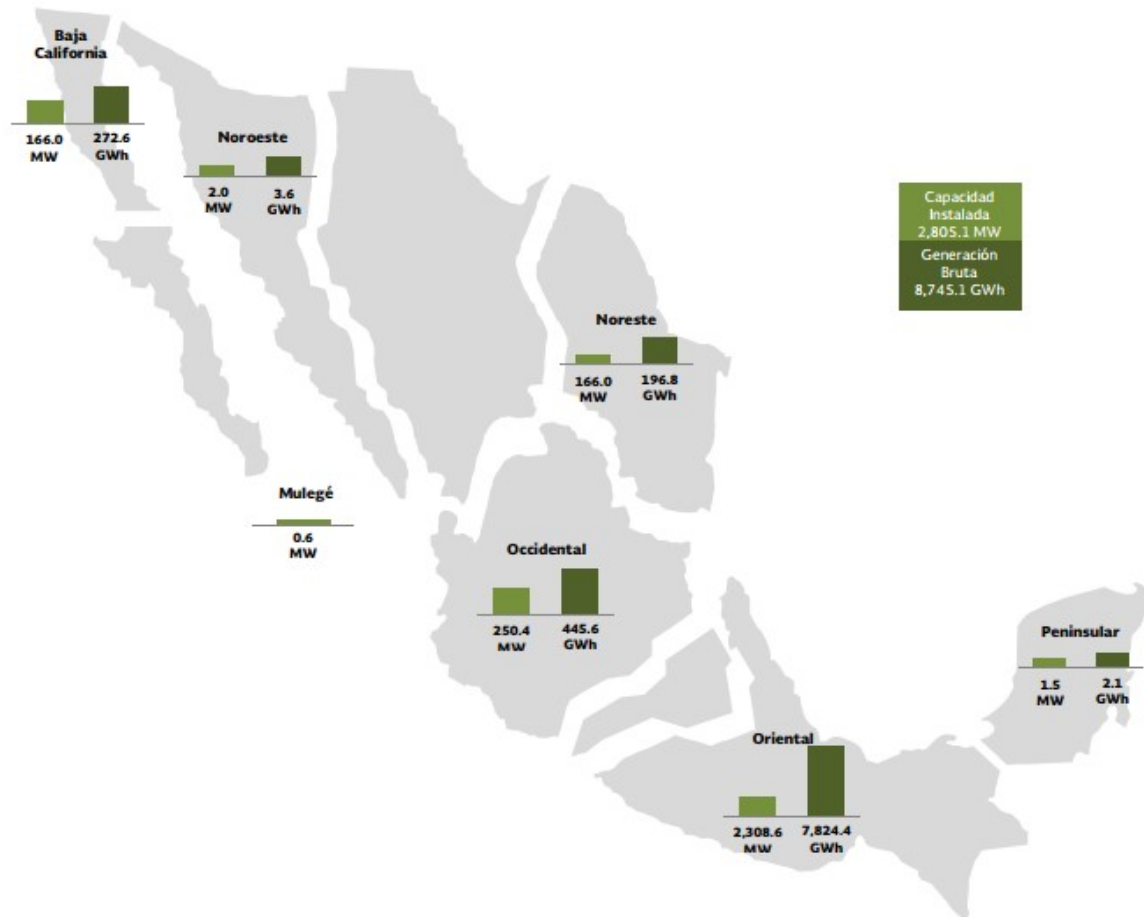 Baja
California
166.0
MW
272.6
GWh
Noroeste
2.0
MW
3.6
GWh
Capacidad
Instalada
2,805.1 MW
Generación
Bruta
8,745.1 GWh
Noreste
166.0
MW
196.8
GWh
Mulegé
0.6
MW
Occidental
250.4
MW
445.6
GWh
Peninsular
1.5
MW
2.1
GWh
Oriental
2,308.6
MW
7,824.4
GWh